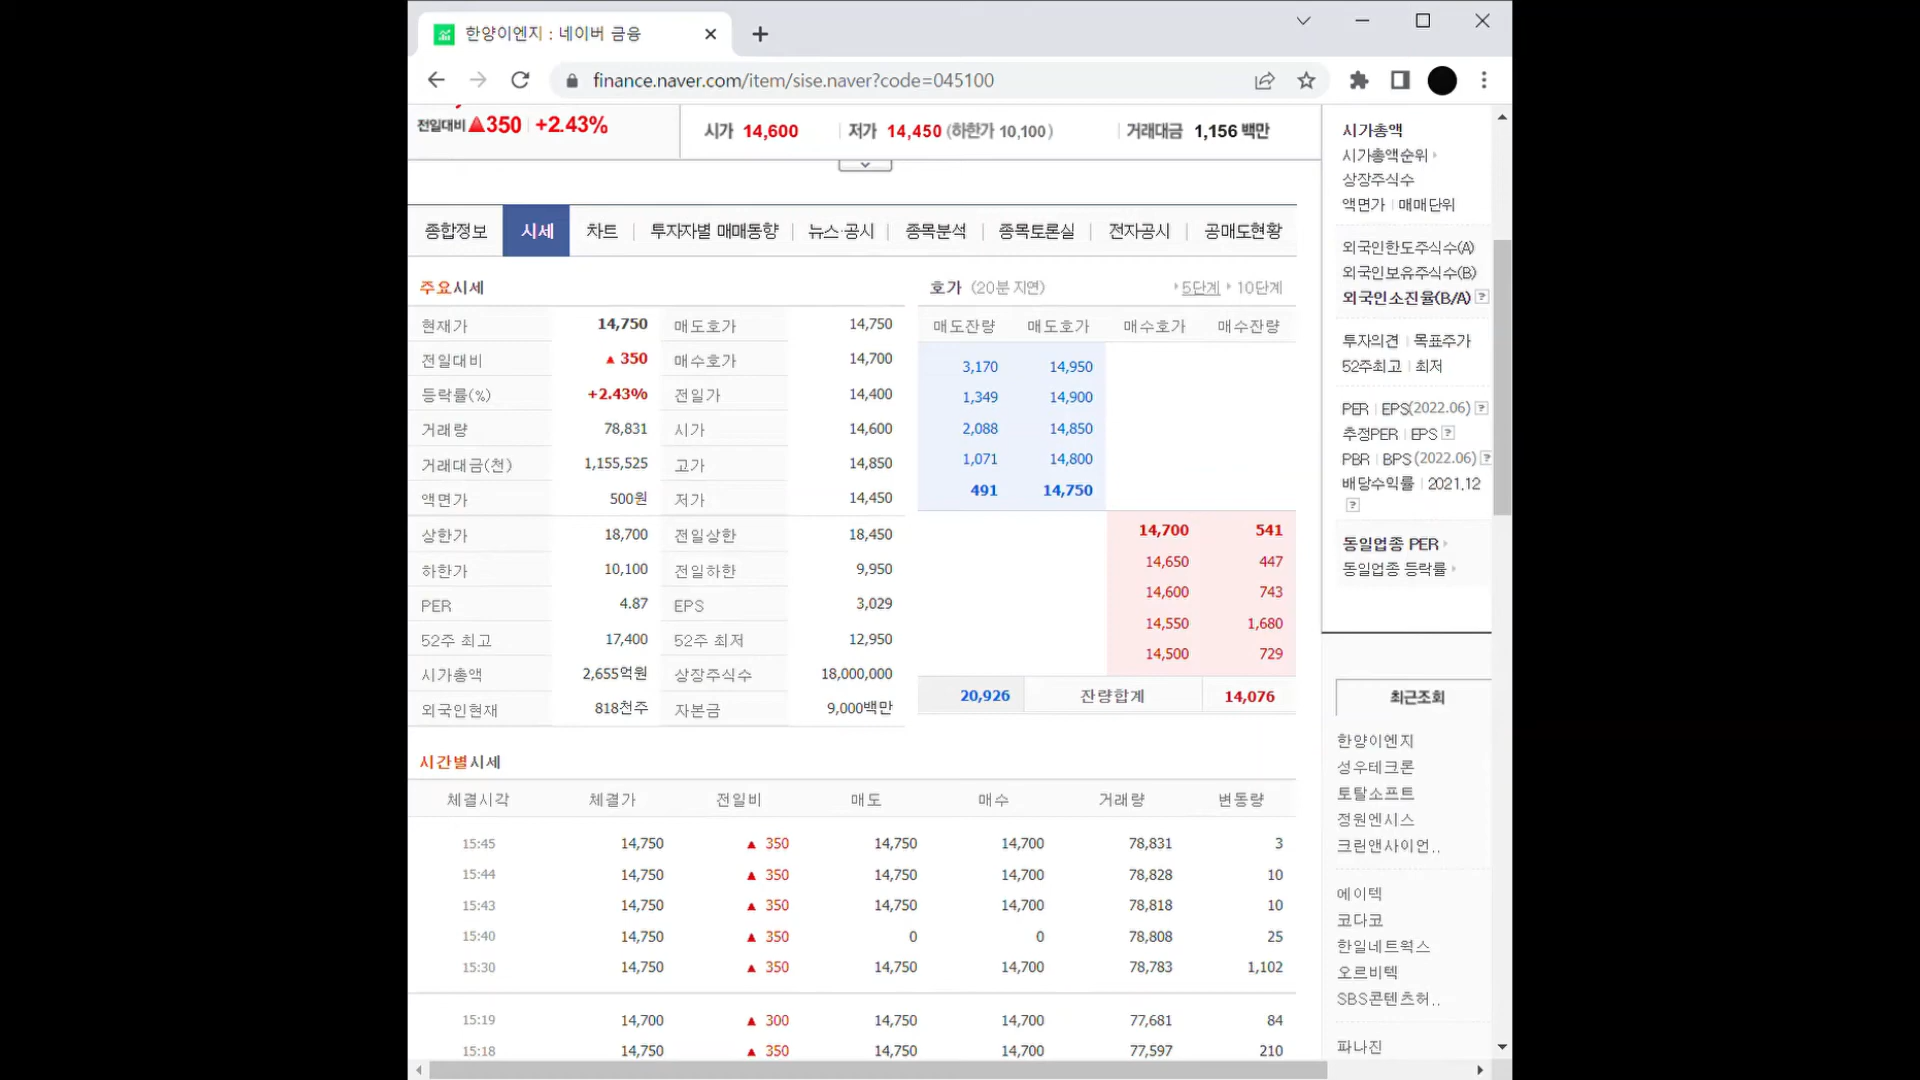 한양이엔지 : 네이버 금융
finance.naver.com/item/sise.naver?code=045100
전일대비 ▲350 +2.43%
시가 14,600 저가 14,450 (하한가 10,100) 거래대금 1,156 백만
종합정보 시세 차트 투자자별 매매동향 뉴스·공시 종목분석 종목토론실 전자공시 공매도현황
주요시세
현재가 14,750 매도호가 14,750
전일대비 ▲ 350 매수호가 14,700
등락률(%) +2.43% 전일가 14,400
거래량 78,831 시가 14,600
거래대금(천) 1,155,525 고가 14,850
액면가 500원 저가 14,450
상한가 18,700 전일상한 18,450
하한가 10,100 전일하한 9,950
PER 4.87 EPS 3,029
52주 최고 17,400 52주 최저 12,950
시가총액 2,655억원 상장주식수 18,000,000
외국인현재 818천주 자본금 9,000백만
호가 (20분 지연) 5단계 10단계
매도잔량 매도호가 매수호가 매수잔량
3,170 14,950
1,349 14,900
2,088 14,850
1,071 14,800
491 14,750
14,700 541
14,650 447
14,600 743
14,550 1,680
14,500 729
20,926 잔량합계 14,076
시간별시세
체결시각 체결가 전일비 매도 매수 거래량 변동량
15:45 14,750 ▲ 350 14,750 14,700 78,831 3
15:44 14,750 ▲ 350 14,750 14,700 78,828 10
15:43 14,750 ▲ 350 14,750 14,700 78,818 10
15:40 14,750 ▲ 350 0 0 78,808 25
15:30 14,750 ▲ 350 14,750 14,700 78,783 1,102
15:19 14,700 ▲ 300 14,750 14,700 77,681 84
15:18 14,750 ▲ 350 14,750 14,700 77,597 210
시가총액
시가총액순위
상장주식수
액면가 매매단위
외국인한도주식수(A)
외국인보유주식수(B)
외국인소진율(B/A) ?
투자의견 목표주가
52주최고 최저
PER EPS(2022.06) ?
추정PER EPS ?
PBR BPS (2022.06) ?
배당수익률 2021.12
?
동일업종 PER
동일업종 등락률
최근조회
한양이엔지
성우테크론
토탈소프트
정원엔시스
크린앤사이언..
에이텍
코다코
한일네트웍스
오르비텍
SBS콘텐츠허..
파나진